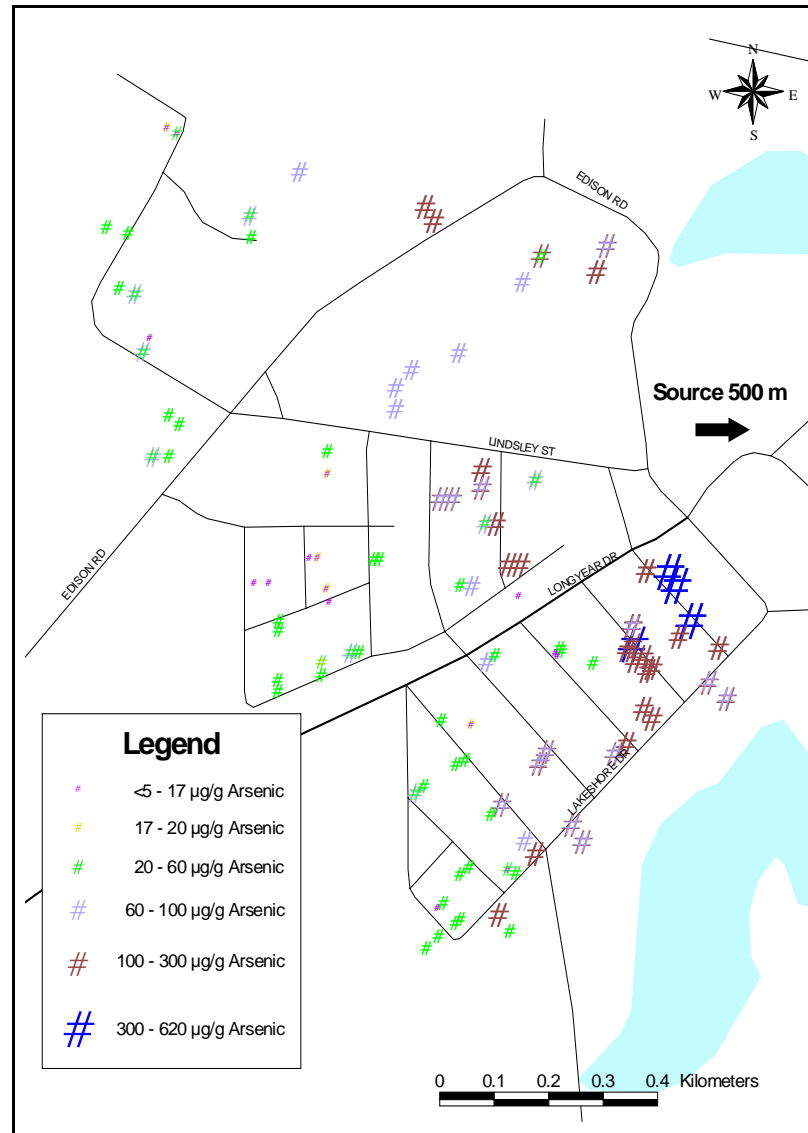 N
W E
S
EDISON RD
Source 500 m
LINDSLEY ST
EDISON RD
LONGYEAR DR
LAKESHORE DR
Legend
<5 - 17 µg/g Arsenic
17 - 20 µg/g Arsenic
20 - 60 µg/g Arsenic
60 - 100 µg/g Arsenic
100 - 300 µg/g Arsenic
300 - 620 µg/g Arsenic
0 0.1 0.2 0.3 0.4 Kilometers